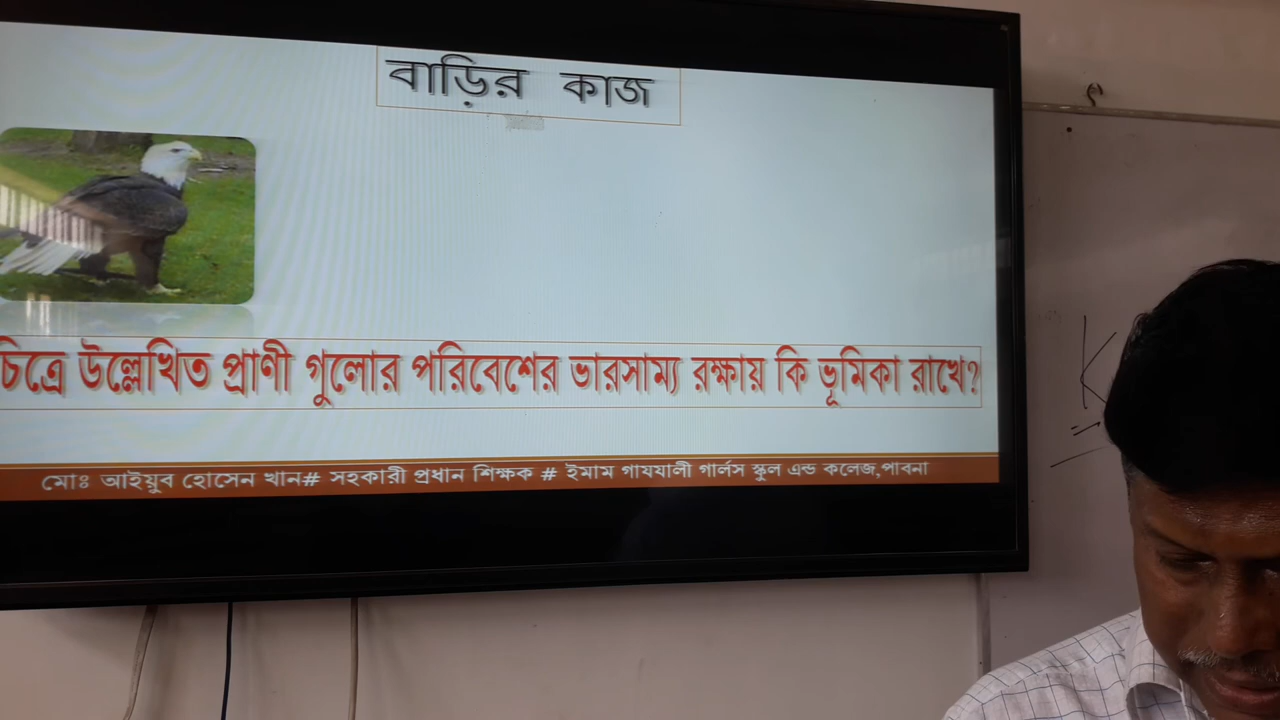 বাড়ির কাজ
চিত্রে উল্লেখিত প্রাণী গুলোর পরিবেশের ভারসাম্য রক্ষায় কি ভূমিকা রাখে?
মোঃ আইয়ুব হোসেন খান# সহকারী প্রধান শিক্ষক # ইমাম গাযযালী গার্লস স্কুল এন্ড কলেজ,পাবনা
K